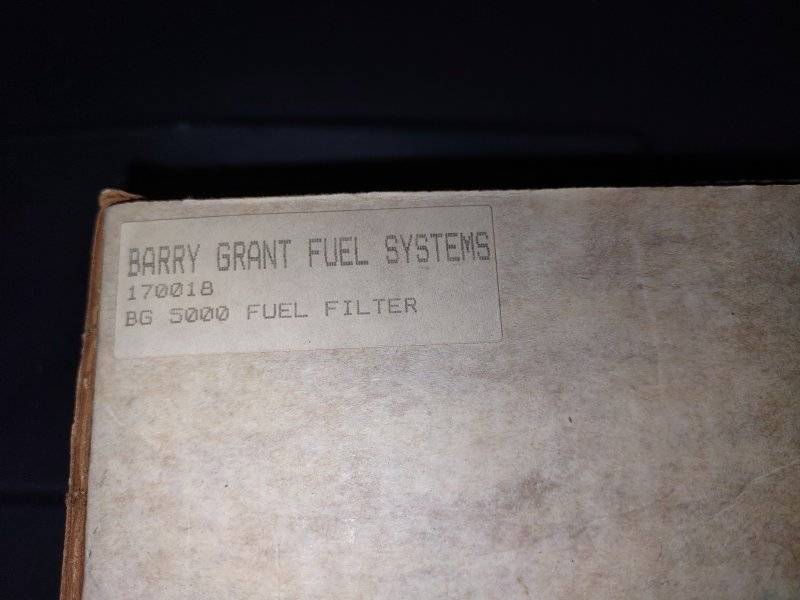 BARRY GRANT FUEL SYSTEMS
170018
BG 5000 FUEL FILTER